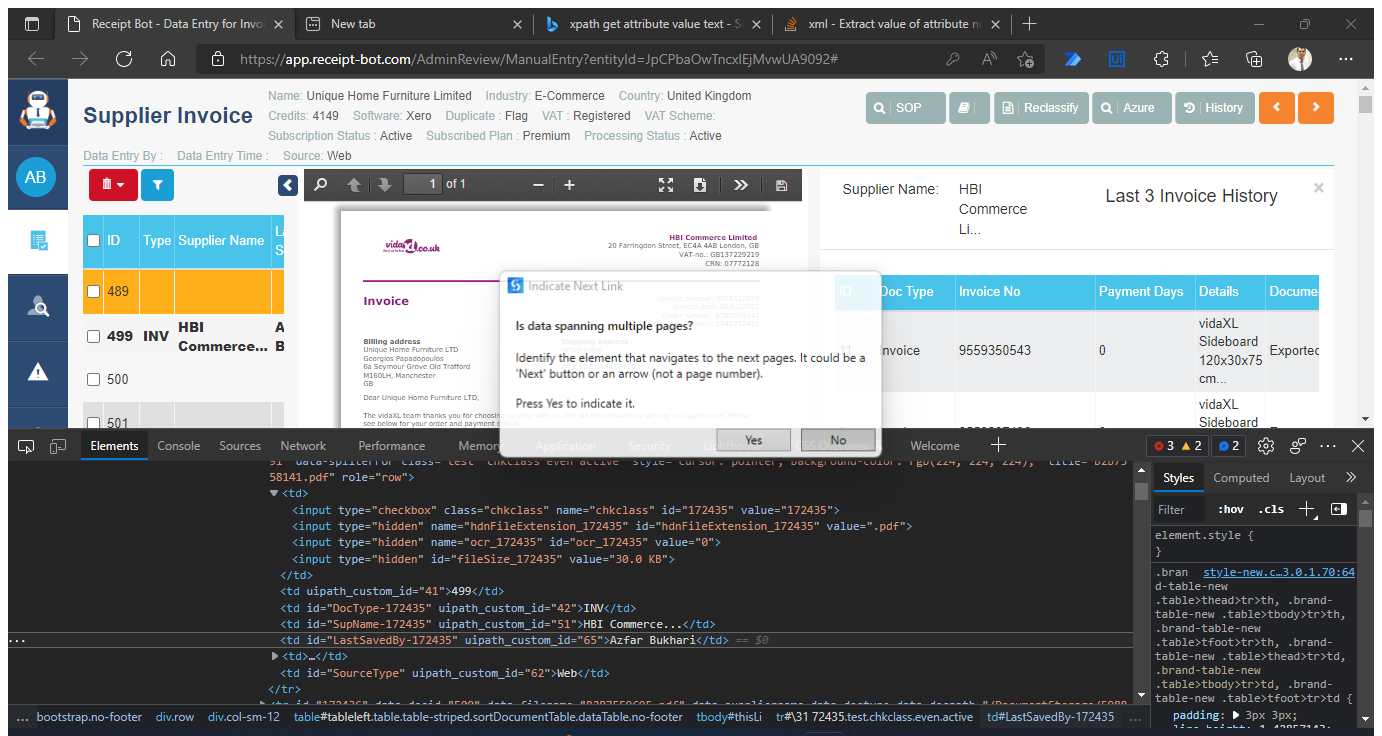 Receipt Bot - Data Entry for Invo
New tab
xpath get attribute value text - Se
xml - Extract value of attribute n
https://app.receipt-bot.com/AdminReview/ManualEntry?entityId=JpCPbaOwTncxIEjMvwUA9092#
Supplier Invoice
Name: Unique Home Furniture Limited Industry: E-Commerce Country: United Kingdom
Credits: 4149 Software: Xero Duplicate : Flag VAT : Registered VAT Scheme:
Subscription Status : Active Subscribed Plan : Premium Processing Status : Active
SOP
Reclassify
Azure
History
Data Entry By : Data Entry Time : Source: Web
AB
1 of 1
ID Type Supplier Name
489
499 INV HBI Commerce...
500
501
vidaXL.co.uk
HBI Commerce Limited
20 Farringdon Street, EC4A 4AB London, GB
VAT-no.: GB137229219
CRN: 07772128
Invoice
Billing address
Unique Home Furniture LTD
Georgios Papadopoulos
6a Seymour Grove Old Trafford
M160LH, Manchester
GB
Dear Unique Home Furniture LTD,
The vidaXL team thanks you for choosing
see below for your order and payment
Supplier Name: HBI
Commerce
Li...
Last 3 Invoice History
ID Doc Type Invoice No Payment Days Details Docume
11 Invoice 9559350543 0 vidaXL Sideboard 120x30x75 cm... Exported
vidaXL
Sideboard
Indicate Next Link
Is data spanning multiple pages?
Identify the element that navigates to the next pages. It could be a
'Next' button or an arrow (not a page number).
Press Yes to indicate it.
Yes No
Elements Console Sources Network Performance Memory Application Security Lighthouse CSS Overview Welcome
3 2 2
58141.pdf" role="row">
<td>
<input type="checkbox" class="chkclass" name="chkclass" id="172435" value="172435">
<input type="hidden" name="hdnFileExtension_172435" id="hdnFileExtension_172435" value=".pdf">
<input type="hidden" name="ocr_172435" id="ocr_172435" value="0">
<input type="hidden" id="fileSize_172435" value="30.0 KB">
</td>
<td uipath_custom_id="41">499</td>
<td id="DocType-172435" uipath_custom_id="42">INV</td>
<td id="SupName-172435" uipath_custom_id="51">HBI Commerce...</td>
<td id="LastSavedBy-172435" uipath_custom_id="65">Azfar Bukhari</td> == $0
<td>…</td>
<td id="SourceType" uipath_custom_id="62">Web</td>
</tr>
... bootstrap.no-footer div.row div.col-sm-12 table#tableleft.table.table-striped.sortDocumentTable.dataTable.no-footer tbody#thisLi tr#\31 72435.test.chkclass.even.active td#LastSavedBy-172435 ...
Styles Computed Layout
Filter :hov .cls
element.style {
}
.bran style-new.c…3.0.1.70:64
d-table-new
.table>thead>tr>th, .brand-
table-new .table>tbody>tr>th,
.brand-table-new
.table>tfoot>tr>th, .brand-
table-new .table>thead>tr>td,
.brand-table-new
.table>tbody>tr>td, .brand-
table-new .table>tfoot>tr>td {
padding: 3px 3px;